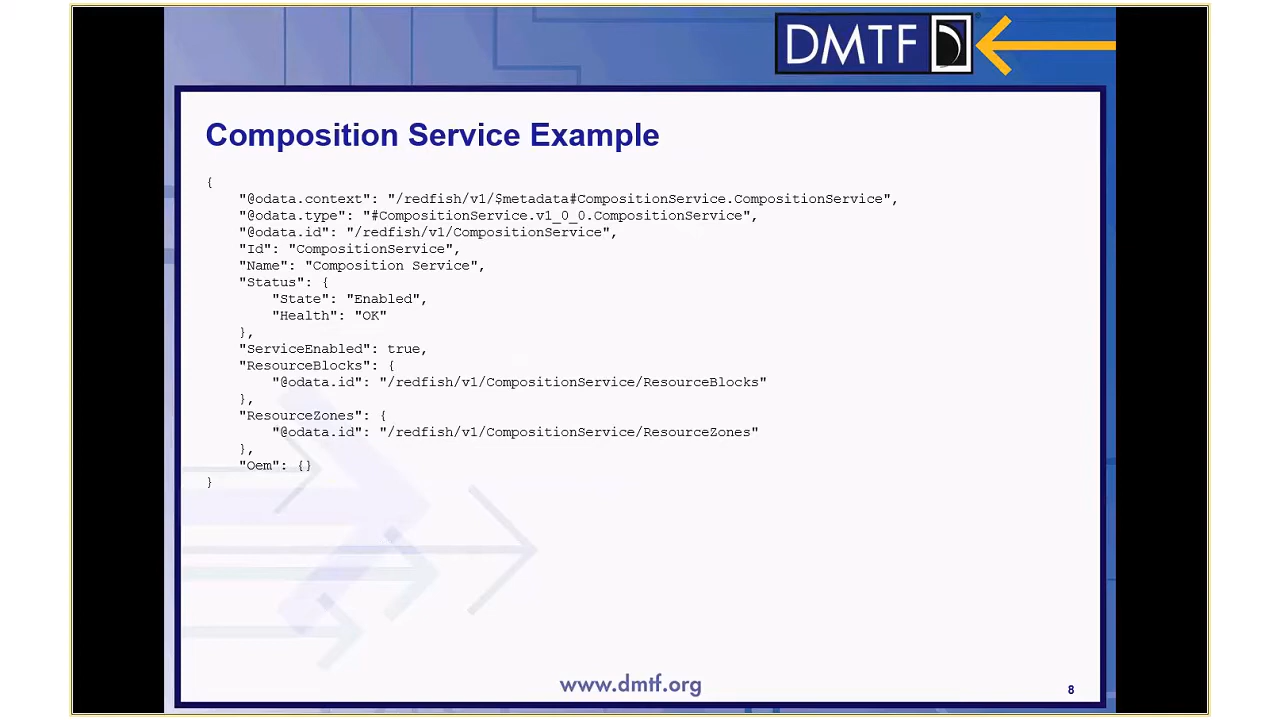 DMTF
Composition Service Example
{
    "@odata.context": "/redfish/v1/$metadata#CompositionService.CompositionService",
    "@odata.type": "#CompositionService.v1_0_0.CompositionService",
    "@odata.id": "/redfish/v1/CompositionService",
    "Id": "CompositionService",
    "Name": "Composition Service",
    "Status": {
        "State": "Enabled",
        "Health": "OK"
    },
    "ServiceEnabled": true,
    "ResourceBlocks": {
        "@odata.id": "/redfish/v1/CompositionService/ResourceBlocks"
    },
    "ResourceZones": {
        "@odata.id": "/redfish/v1/CompositionService/ResourceZones"
    },
    "Oem": {}
}
www.dmtf.org
8